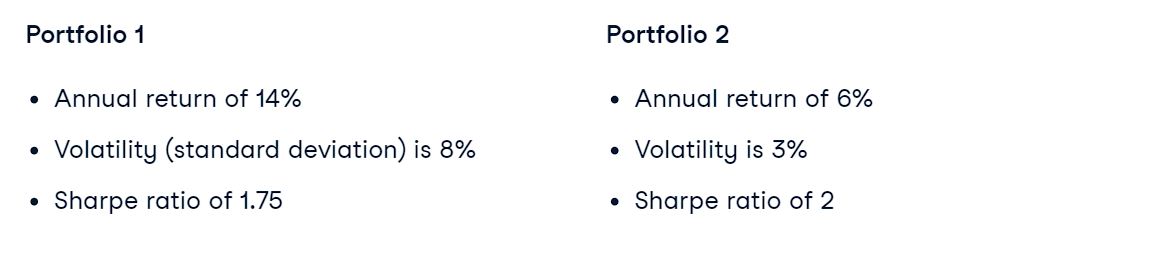 Portfolio 1
• Annual return of 14%
• Volatility (standard deviation) is 8%
• Sharpe ratio of 1.75
Portfolio 2
• Annual return of 6%
• Volatility is 3%
• Sharpe ratio of 2